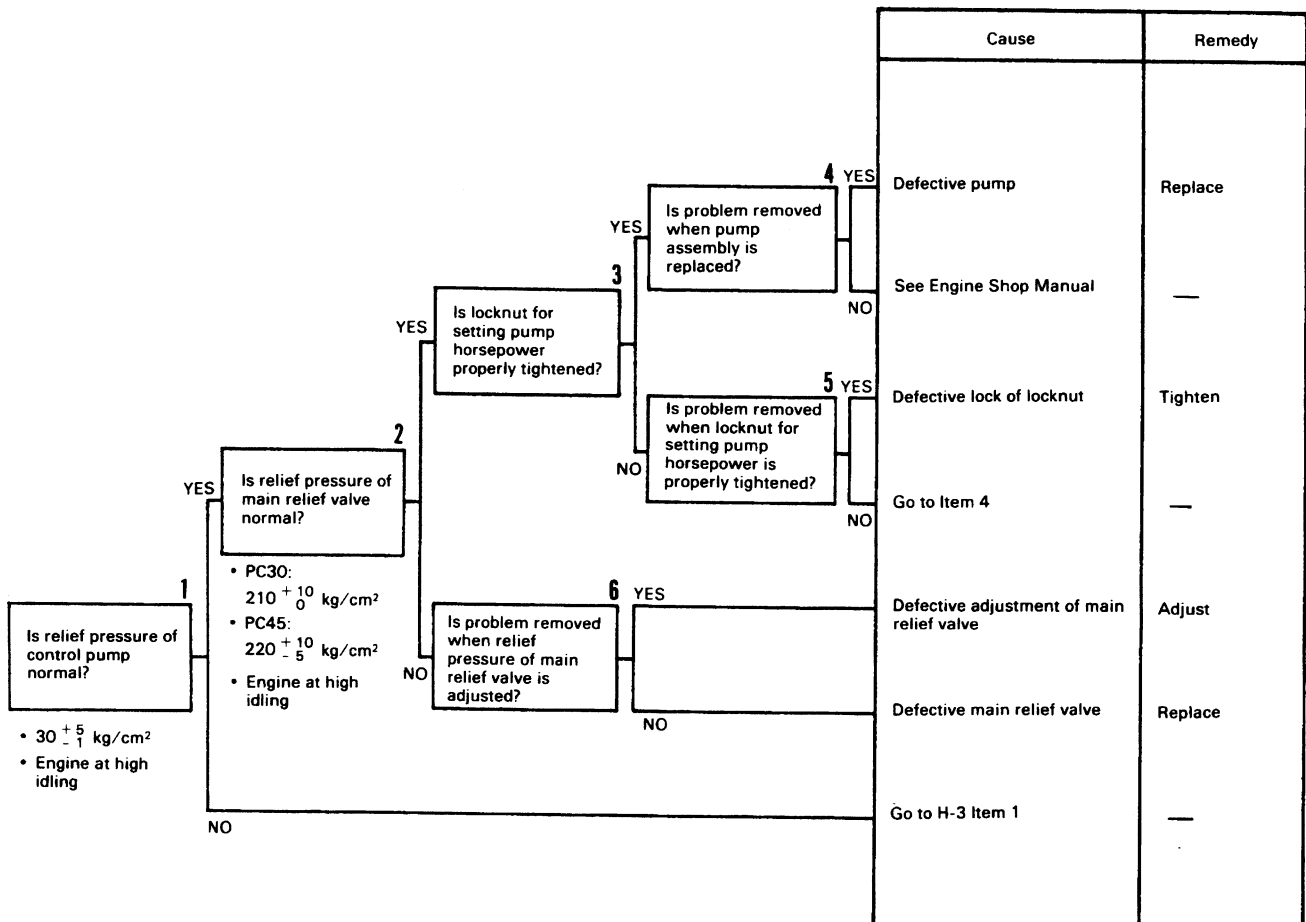 Cause
Remedy
4
YES
Is problem removed
when pump
assembly is
replaced?
NO
Defective pump
Replace
See Engine Shop Manual
—
3
YES
Is locknut for
setting pump
horsepower
properly tightened?
YES
NO
5
YES
Is problem removed
when locknut for
setting pump
horsepower is
properly tightened?
NO
Defective lock of locknut
Tighten
Go to Item 4
—
2
YES
Is relief pressure of
main relief valve
normal?
• PC30:
210 + 10 0 kg/cm²
• PC45:
220 + 10 - 5 kg/cm²
• Engine at high
idling
NO
6
YES
Is problem removed
when relief
pressure of main
relief valve is
adjusted?
NO
Defective adjustment of main
relief valve
Adjust
Defective main relief valve
Replace
1
Is relief pressure of
control pump
normal?
• 30 + 5 - 1 kg/cm²
• Engine at high
idling
NO
Go to H-3 Item 1
—